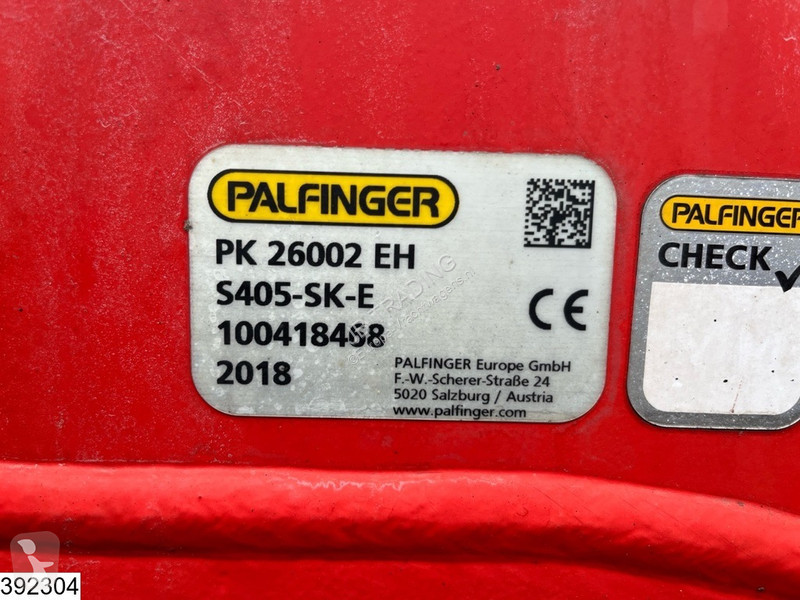 PALFINGER
PK 26002 EH
S405-SK-E
100418468
2018
CE
PALFINGER Europe GmbH
F.-W.-Scherer-Straße 24
5020 Salzburg / Austria
www.palfinger.com
PALFINGER
CHECK
392304